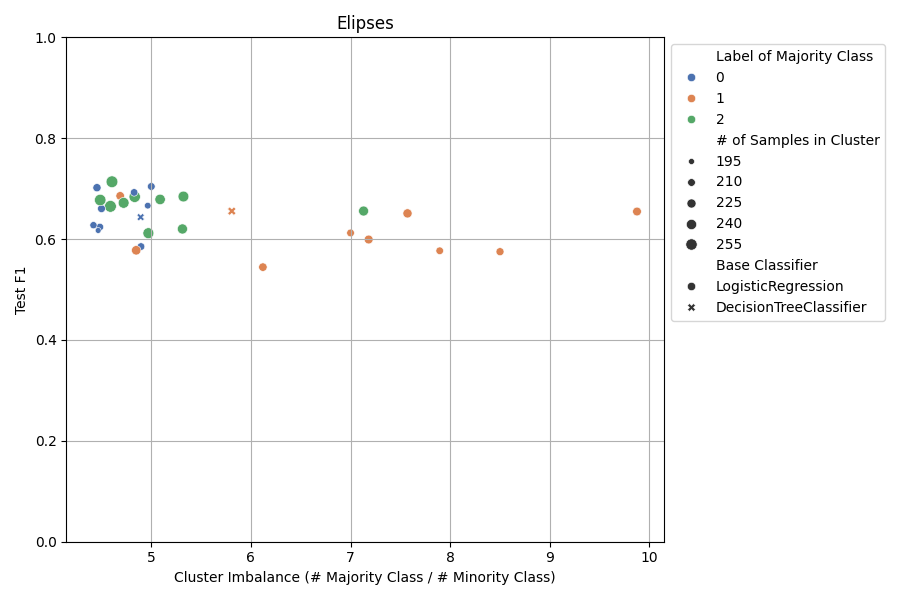 Elipses
1.0
0.8
0.6
0.4
0.2
0.0
Test F1
5
6
7
8
9
10
Cluster Imbalance (# Majority Class / # Minority Class)
Label of Majority Class
0
1
2
# of Samples in Cluster
195
210
225
240
255
Base Classifier
LogisticRegression
DecisionTreeClassifier